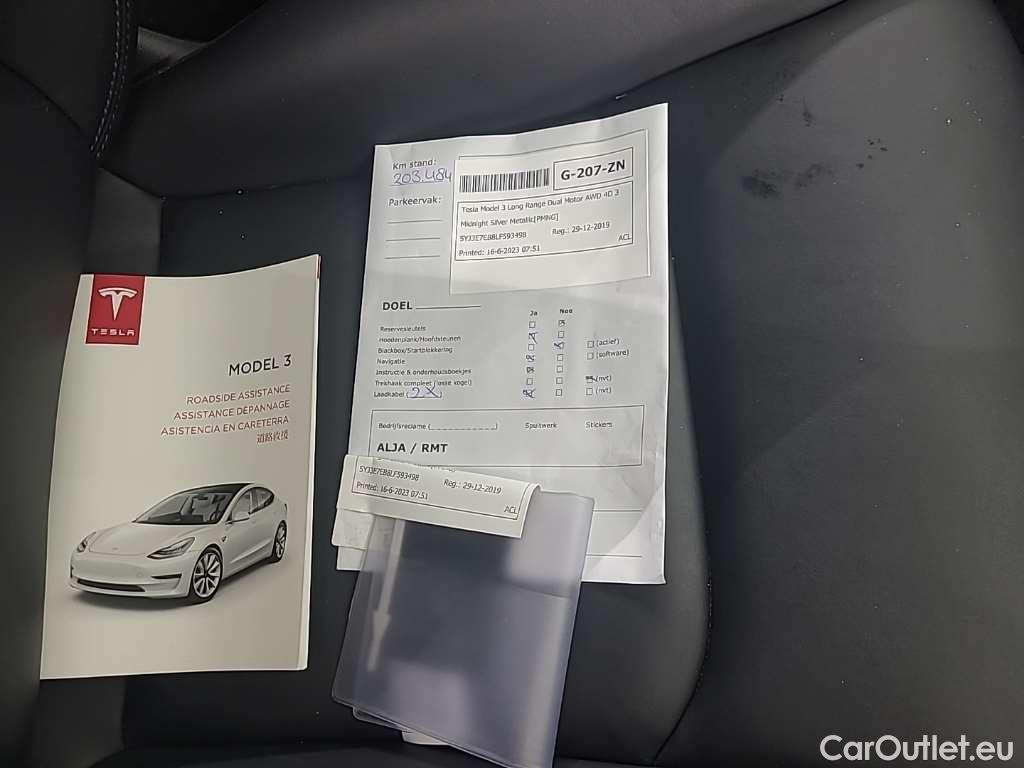 TESLA
MODEL 3
ROADSIDE ASSISTANCE
ASSISTANCE DÉPANNAGE
ASISTENCIA EN CARETERRA
道路救援
Km stand:
203.484
Parkeervak:
G-207-ZN
Tesla Model 3 Long Range Dual Motor AWD 4D 3
Midnight Silver Metallic[PMNG]
5YJ3E7EB8LF593498 Reg.: 29-12-2019
Printed: 16-6-2023 07:51 ACL
DOEL
Ja Nee
Reservesleutels
Hoedenplank/Hoofdsteunen
Blackbox/Startblokkering (actief)
Navigatie (software)
Instructie & onderhoudsboekjes
Trekhaak compleet (losse kogel) (nvt)
Laadkabel (2X) (nvt)
Bedrijfsreclame (____________) Spuitwerk Stickers
ALJA / RMT
5YJ3E7EB8LF593498 Reg.: 29-12-2019
Printed: 16-6-2023 07:51 ACL
CarOutlet.eu